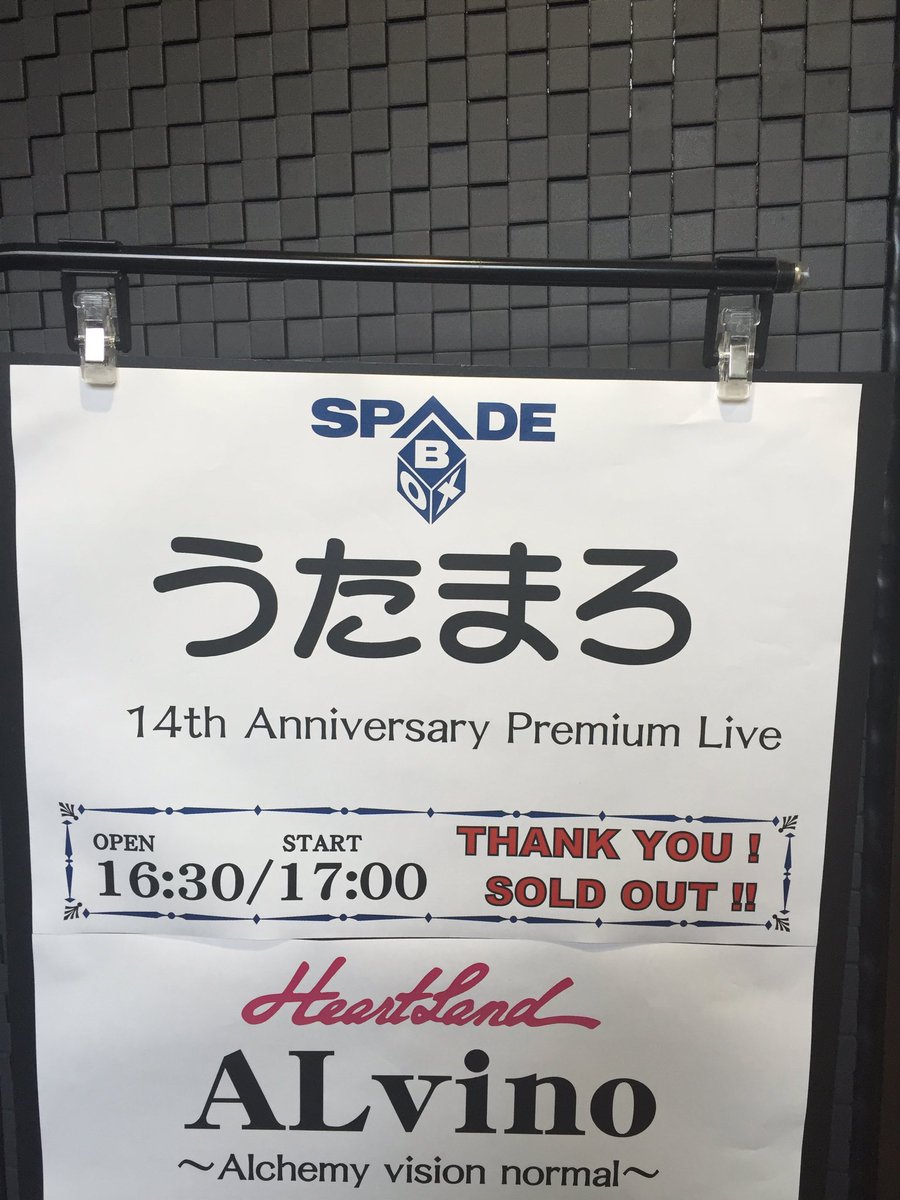 SPADE
BOX
うたまろ
14th Anniversary Premium Live
OPEN START
16:30/17:00
THANK YOU !
SOLD OUT !!
HeartLand
ALvino
～Alchemy vision normal～